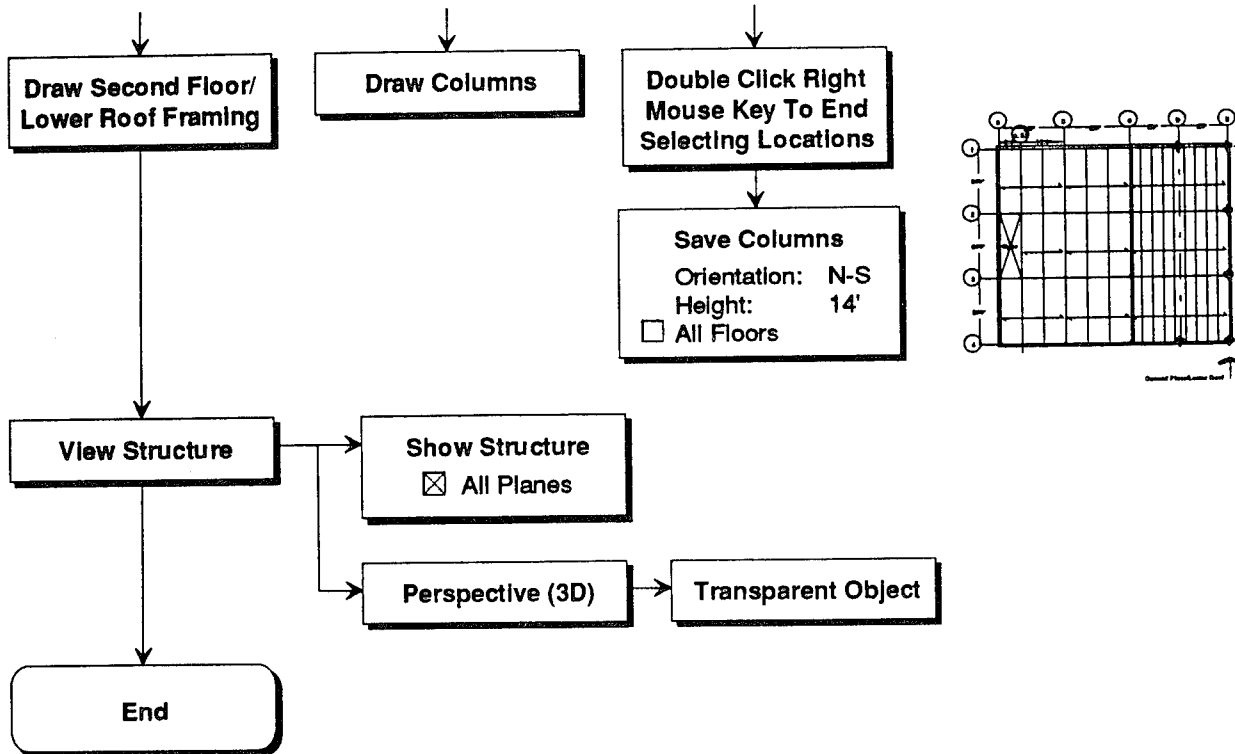 Draw Second Floor/
Lower Roof Framing
Draw Columns
Double Click Right
Mouse Key To End
Selecting Locations
Save Columns
Orientation: N-S
Height: 14'
All Floors
View Structure
Show Structure
All Planes
Perspective (3D)
Transparent Object
End